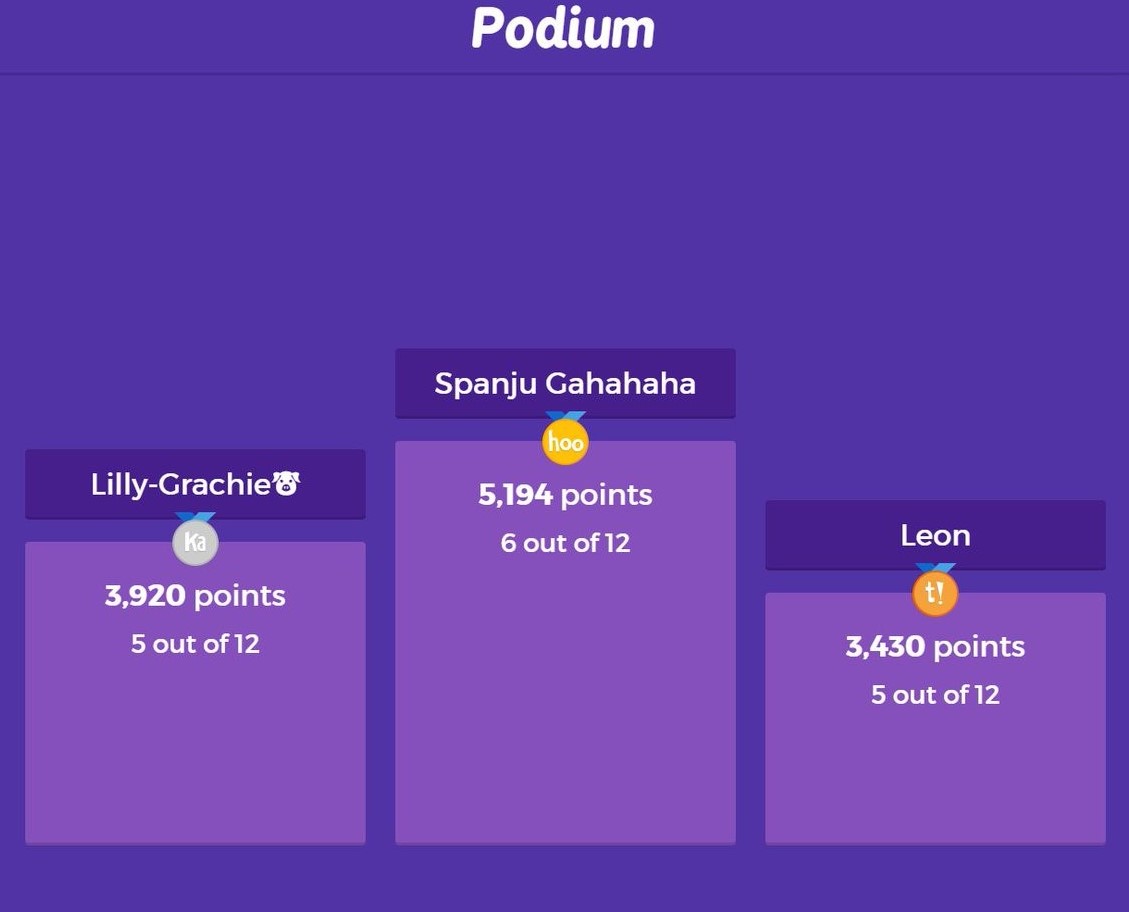 Podium
Spanju Gahahaha
hoo
5,194 points
6 out of 12
Lilly-Grachie🐷
Ka
3,920 points
5 out of 12
Leon
t!
3,430 points
5 out of 12